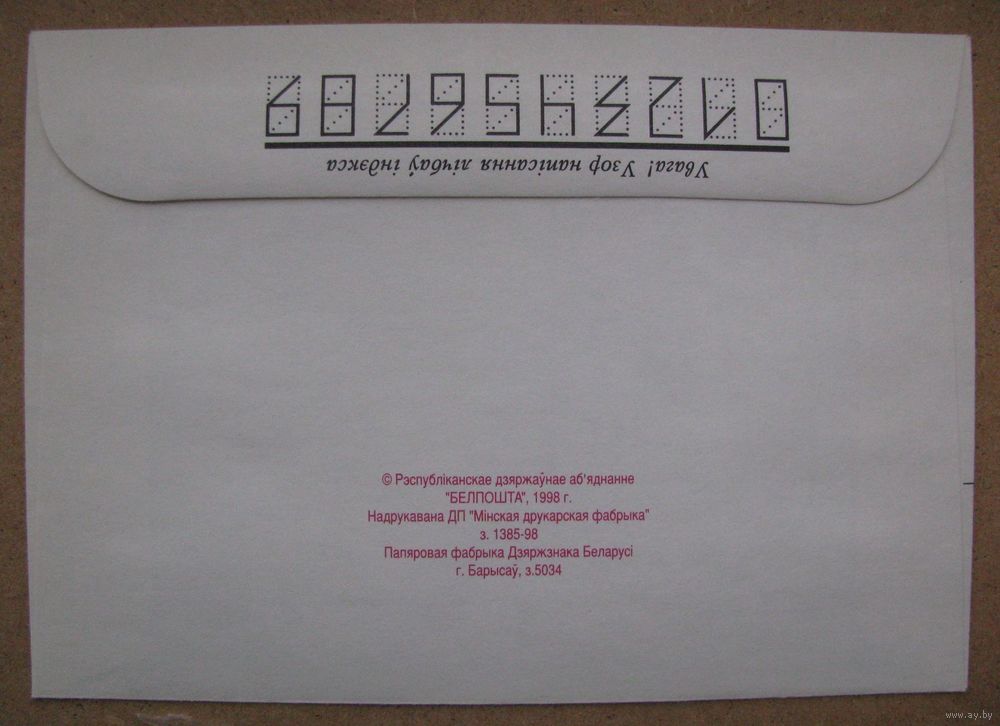 0123456789
Увага! Узор напісання лічбаў індэкса
© Рэспубліканскае дзяржаўнае аб'яднанне
"БЕЛПОШТА", 1998 г.
Надрукавана ДП "Мінская друкарская фабрыка"
з. 1385-98
Папяровая фабрыка Дзяржзнака Беларусі
г. Барысаў, з.5034
www.ay.by